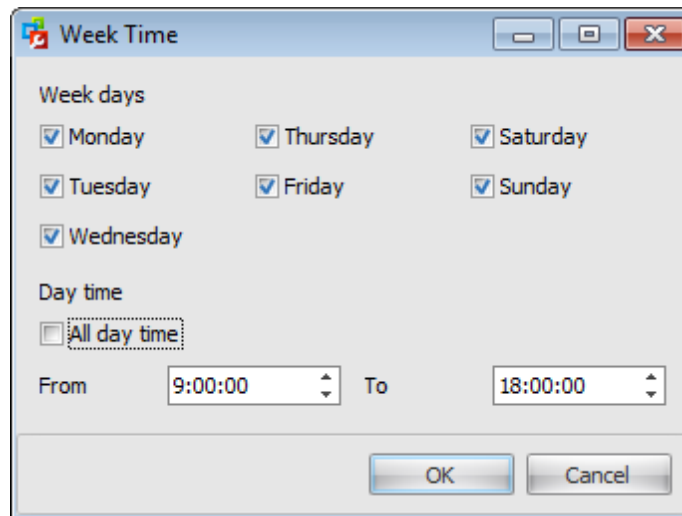 Week Time
Week days
Monday Thursday Saturday
Tuesday Friday Sunday
Wednesday
Day time
All day time
From 9:00:00 To 18:00:00
OK Cancel